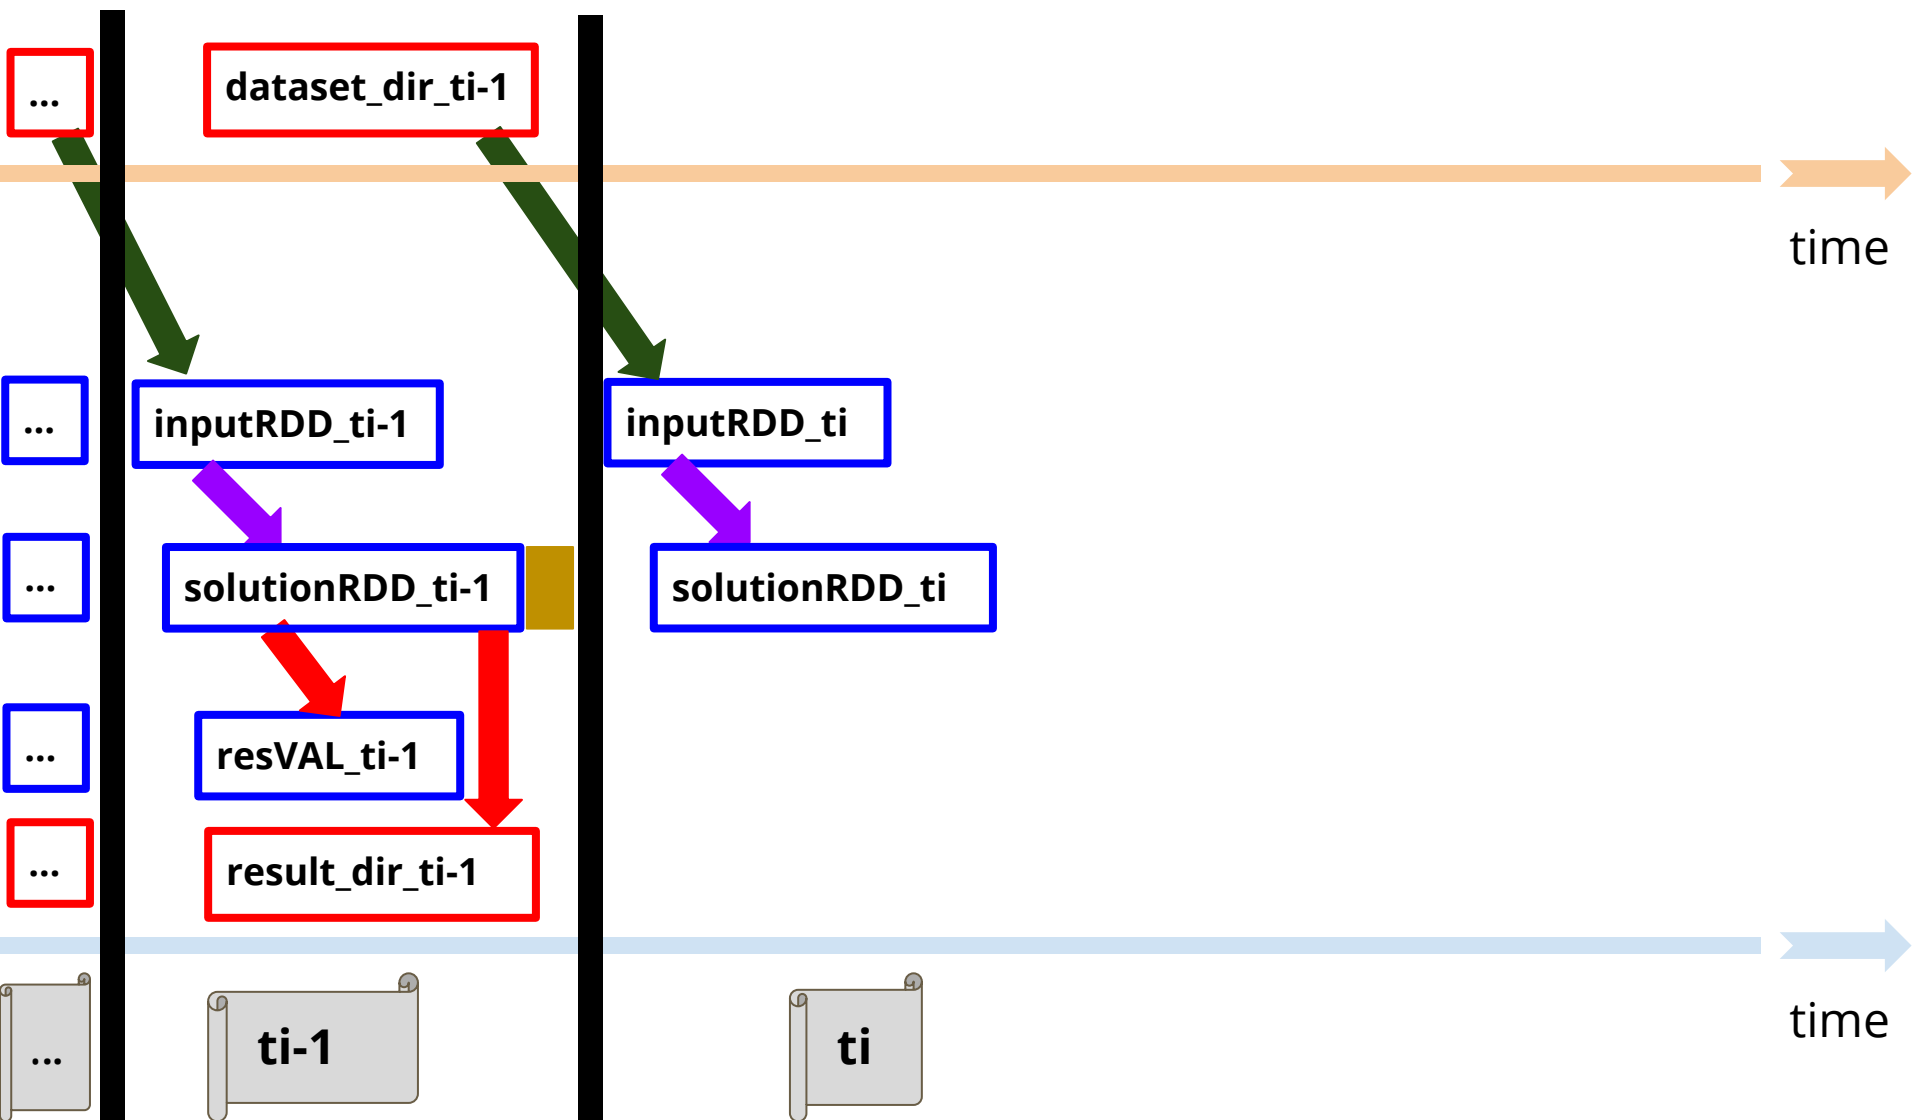 ...
dataset_dir_ti-1
time
...
inputRDD_ti-1
inputRDD_ti
...
solutionRDD_ti-1
solutionRDD_ti
...
resVAL_ti-1
...
result_dir_ti-1
time
...
ti-1
ti